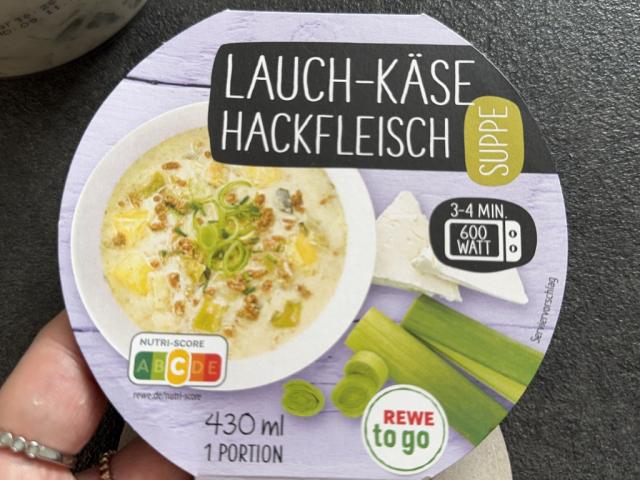 LAUCH-KÄSE
HACKFLEISCH
SUPPE
3-4 MIN.
600
WATT
Serviervorschlag
NUTRI-SCORE
A B C D E
rewe.de/nutri-score
430 ml
1 PORTION
REWE
to go